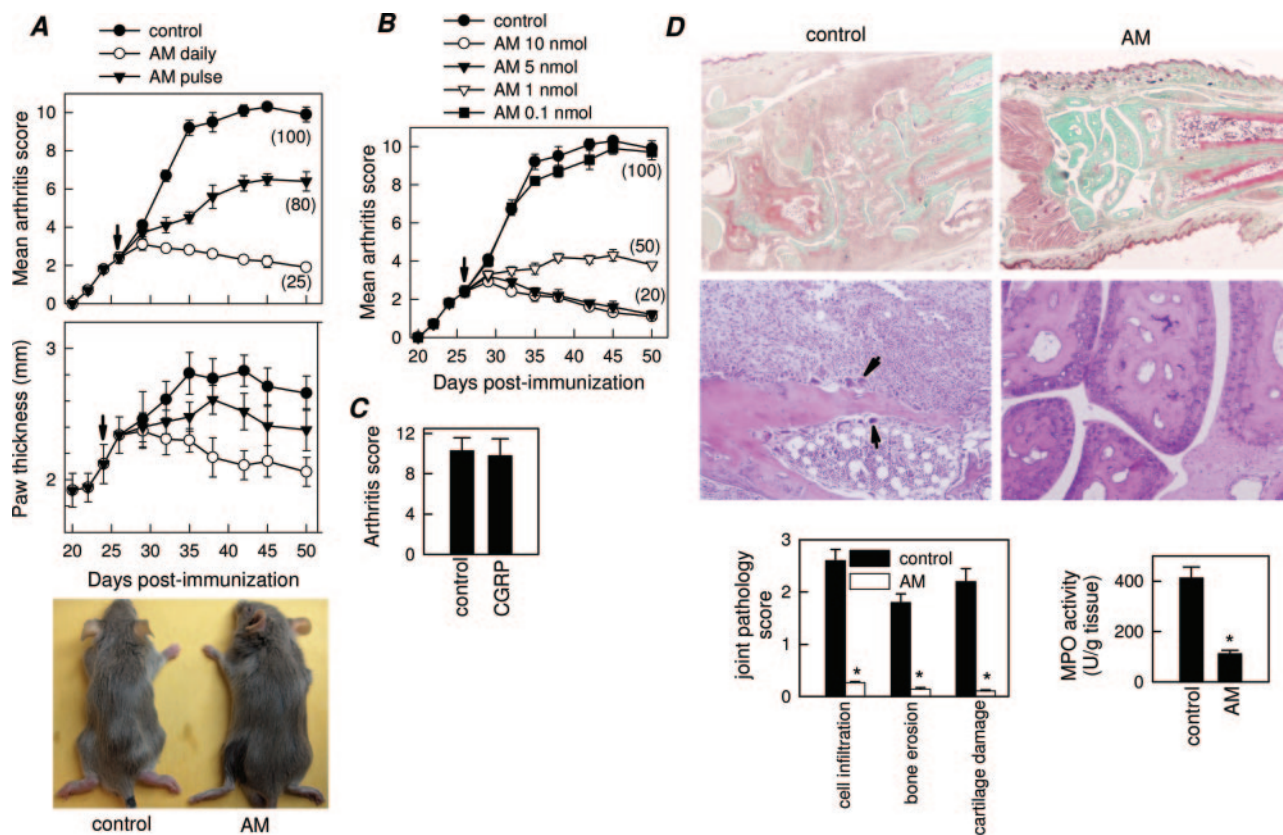 A
control
AM daily
AM pulse
Mean arthritis score
10
8
6
4
2
0
(100)
(80)
(25)
Paw thickness (mm)
3
2
20 25 30 35 40 45 50
Days post-immunization
control AM
B
control
AM 10 nmol
AM 5 nmol
AM 1 nmol
AM 0.1 nmol
Mean arthritis score
10
8
6
4
2
0
(100)
(50)
(20)
20 25 30 35 40 45 50
Days post-immunization
C
Arthritis score
12
8
4
0
control
CGRP
D
control AM
joint pathology
score
3
2
1
0
control
AM
*
*
*
cell infiltration
bone erosion
cartilage damage
MPO activity
(U/g tissue)
400
200
0
*
control
AM